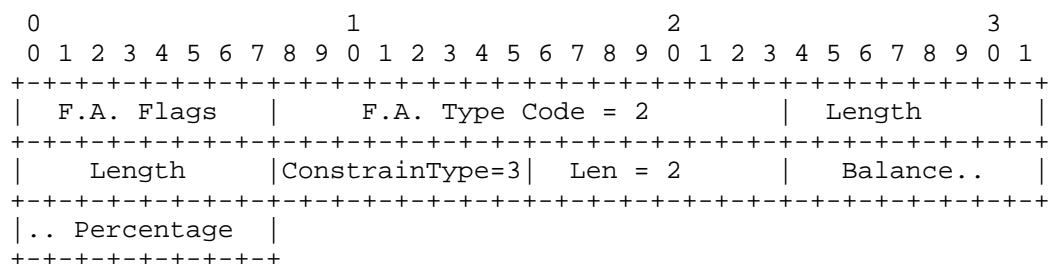 0                   1                   2                   3
0 1 2 3 4 5 6 7 8 9 0 1 2 3 4 5 6 7 8 9 0 1 2 3 4 5 6 7 8 9 0 1
+-+-+-+-+-+-+-+-+-+-+-+-+-+-+-+-+-+-+-+-+-+-+-+-+-+-+-+-+-+-+-+-+
|  F.A. Flags   |     F.A. Type Code = 2        |  Length       |
+-+-+-+-+-+-+-+-+-+-+-+-+-+-+-+-+-+-+-+-+-+-+-+-+-+-+-+-+-+-+-+-+
|    Length     |ConstrainType=3|  Len = 2      |   Balance..   |
+-+-+-+-+-+-+-+-+-+-+-+-+-+-+-+-+-+-+-+-+-+-+-+-+-+-+-+-+-+-+-+-+
|.. Percentage  |
+-+-+-+-+-+-+-+-+